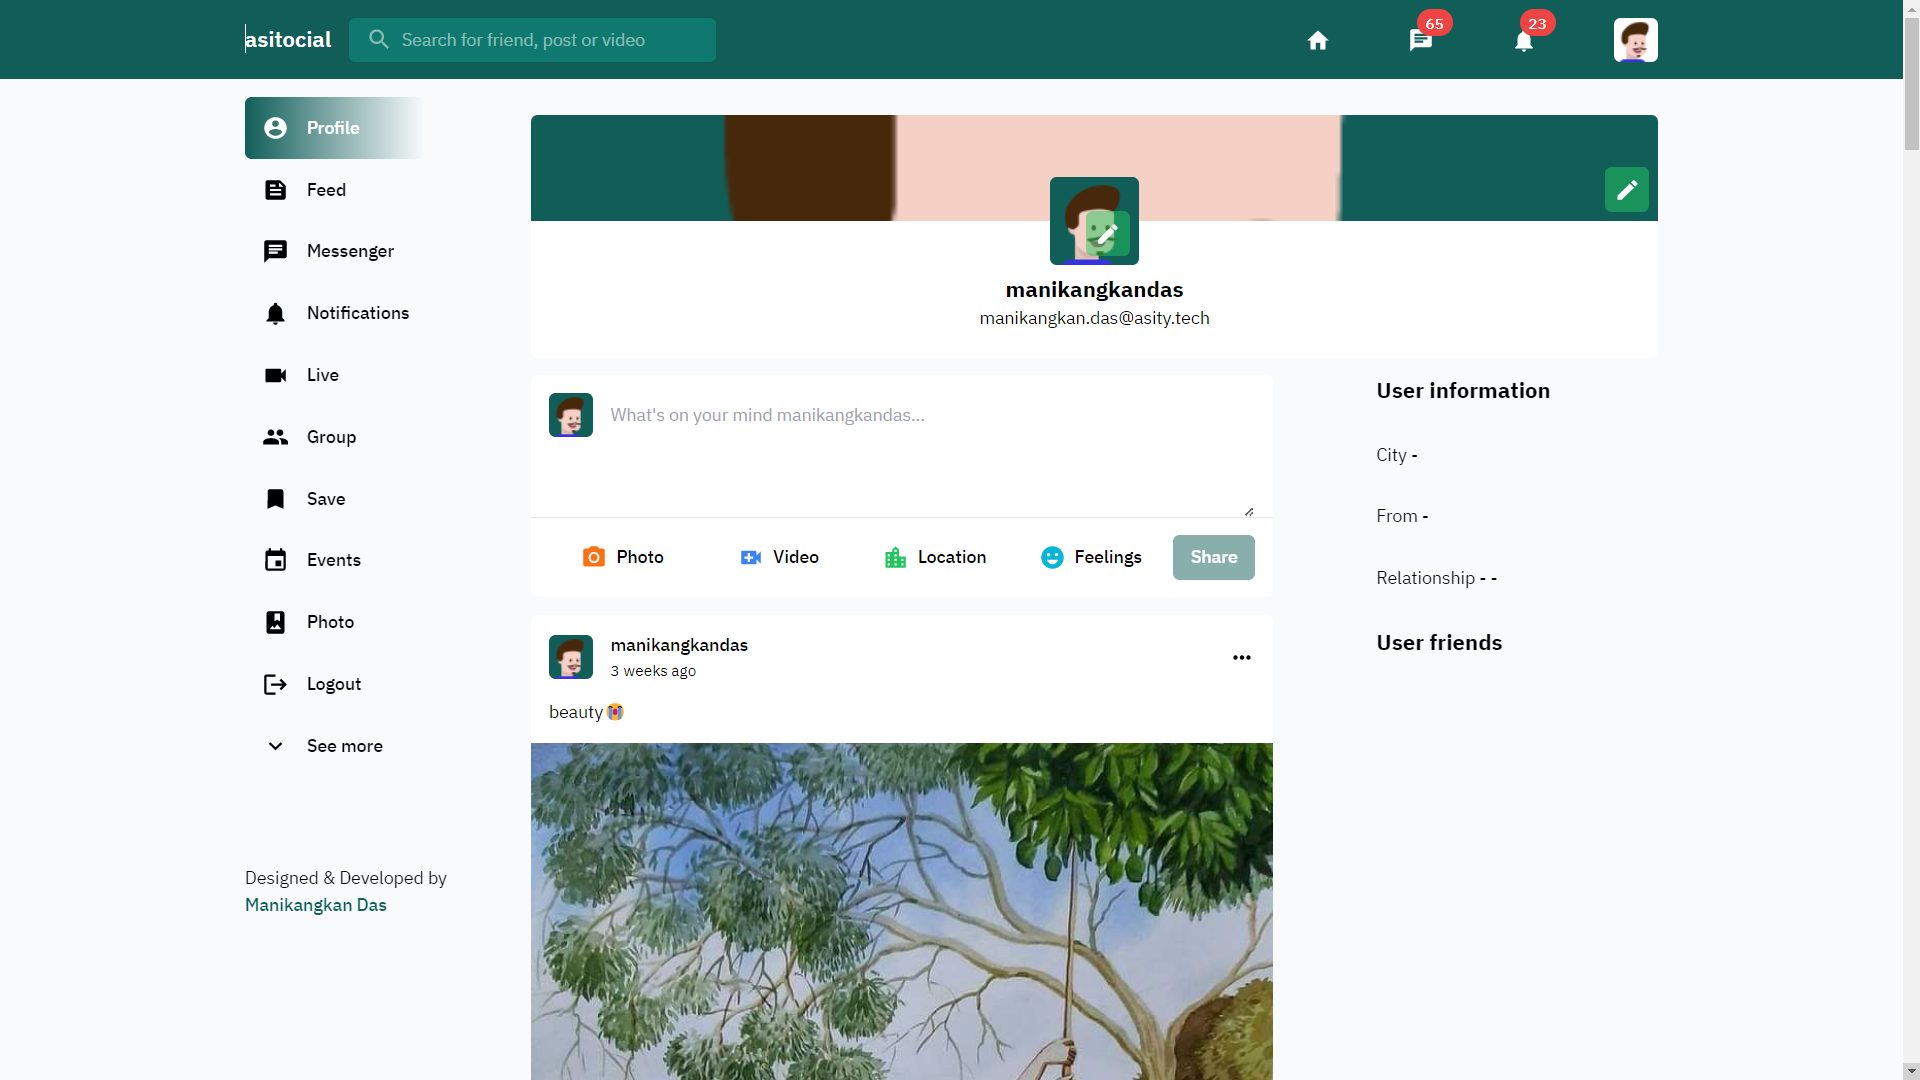 asitocial
Search for friend, post or video
65
23
Profile
Feed
Messenger
Notifications
Live
Group
Save
Events
Photo
Logout
See more
Designed & Developed by
Manikangkan Das
manikangkandas
manikangkan.das@asity.tech
What's on your mind manikangkandas...
Photo
Video
Location
Feelings
Share
manikangkandas
3 weeks ago
beauty😭
User information
City -
From -
Relationship - -
User friends